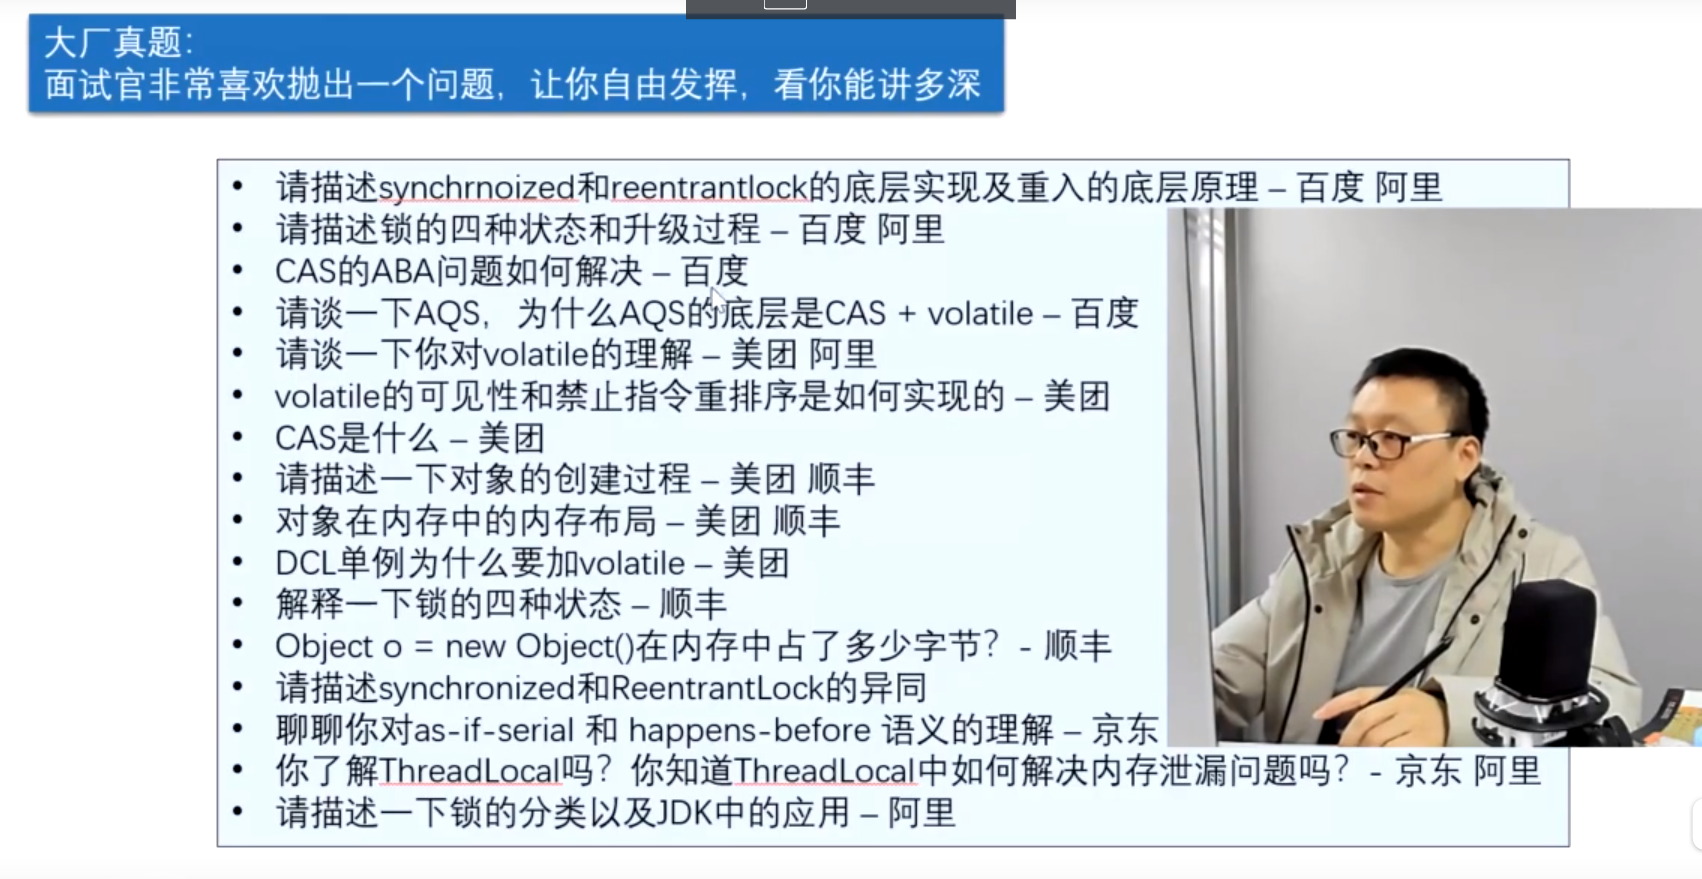 大厂真题：
面试官非常喜欢抛出一个问题，让你自由发挥，看你能讲多深
• 请描述synchrnoized和reentrantlock的底层实现及重入的底层原理 – 百度 阿里
• 请描述锁的四种状态和升级过程 – 百度 阿里
• CAS的ABA问题如何解决 – 百度
• 请谈一下AQS，为什么AQS的底层是CAS + volatile – 百度
• 请谈一下你对volatile的理解 – 美团 阿里
• volatile的可见性和禁止指令重排序是如何实现的 – 美团
• CAS是什么 – 美团
• 请描述一下对象的创建过程 – 美团 顺丰
• 对象在内存中的内存布局 – 美团 顺丰
• DCL单例为什么要加volatile – 美团
• 解释一下锁的四种状态 – 顺丰
• Object o = new Object()在内存中占了多少字节？ - 顺丰
• 请描述synchronized和ReentrantLock的异同
• 聊聊你对as-if-serial 和 happens-before 语义的理解 – 京东
• 你了解ThreadLocal吗？你知道ThreadLocal中如何解决内存泄漏问题吗？ - 京东 阿里
• 请描述一下锁的分类以及JDK中的应用 – 阿里